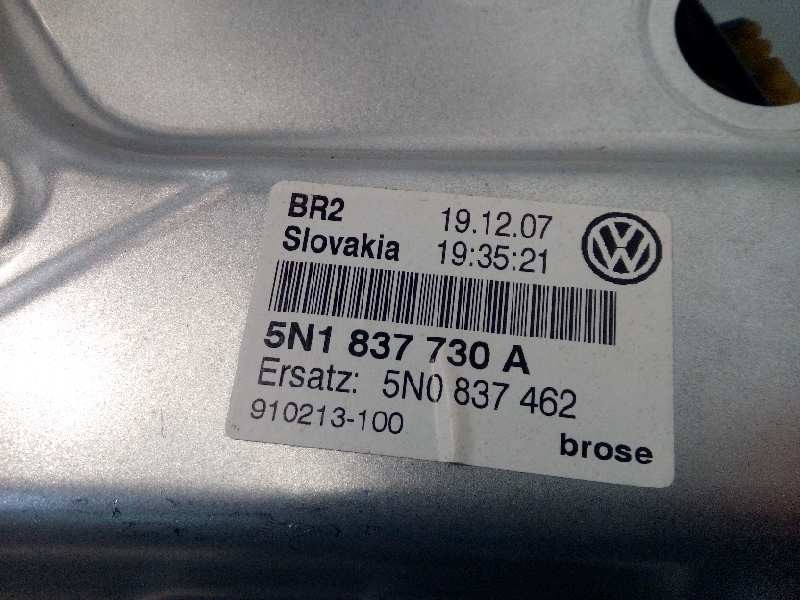 BR2 19.12.07
Slovakia 19:35:21
5N1 837 730 A
Ersatz: 5N0 837 462
910213-100
brose